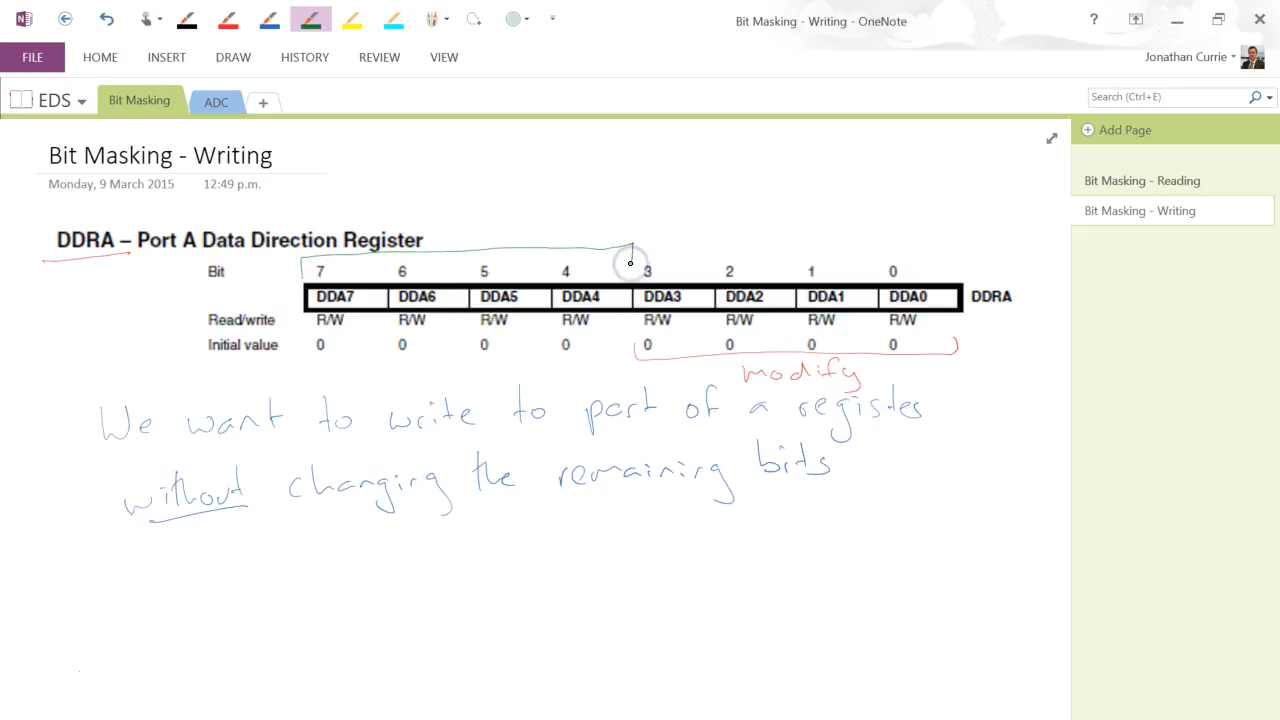 Bit Masking - Writing - OneNote
?
FILE HOME INSERT DRAW HISTORY REVIEW VIEW
Jonathan Currie
EDS Bit Masking ADC +
Search (Ctrl+E)
Add Page
Bit Masking - Reading
Bit Masking - Writing
Bit Masking - Writing
Monday, 9 March 2015 12:49 p.m.
DDRA – Port A Data Direction Register
Bit 7 6 5 4 3 2 1 0
DDA7 DDA6 DDA5 DDA4 DDA3 DDA2 DDA1 DDA0 DDRA
Read/write R/W R/W R/W R/W R/W R/W R/W R/W
Initial value 0 0 0 0 0 0 0 0
modify
We want to write to part of a register
without changing the remaining bits